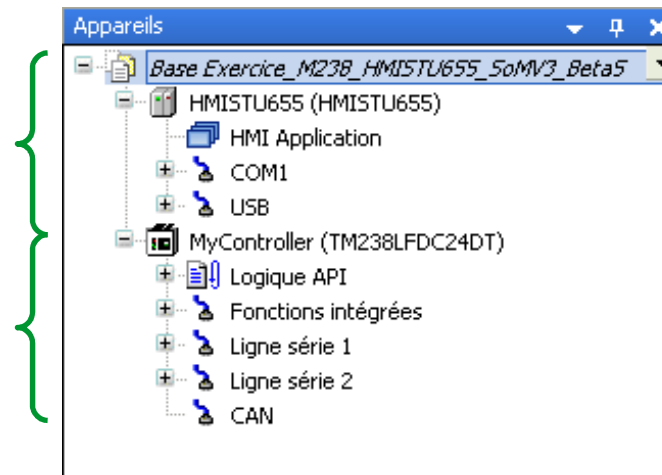 Appareils
Base Exercice_M238_HMISTU655_SoMV3_Beta5
HMISTU655 (HMISTU655)
HMI Application
COM1
USB
MyController (TM238LFDC24DT)
Logique API
Fonctions intégrées
Ligne série 1
Ligne série 2
CAN